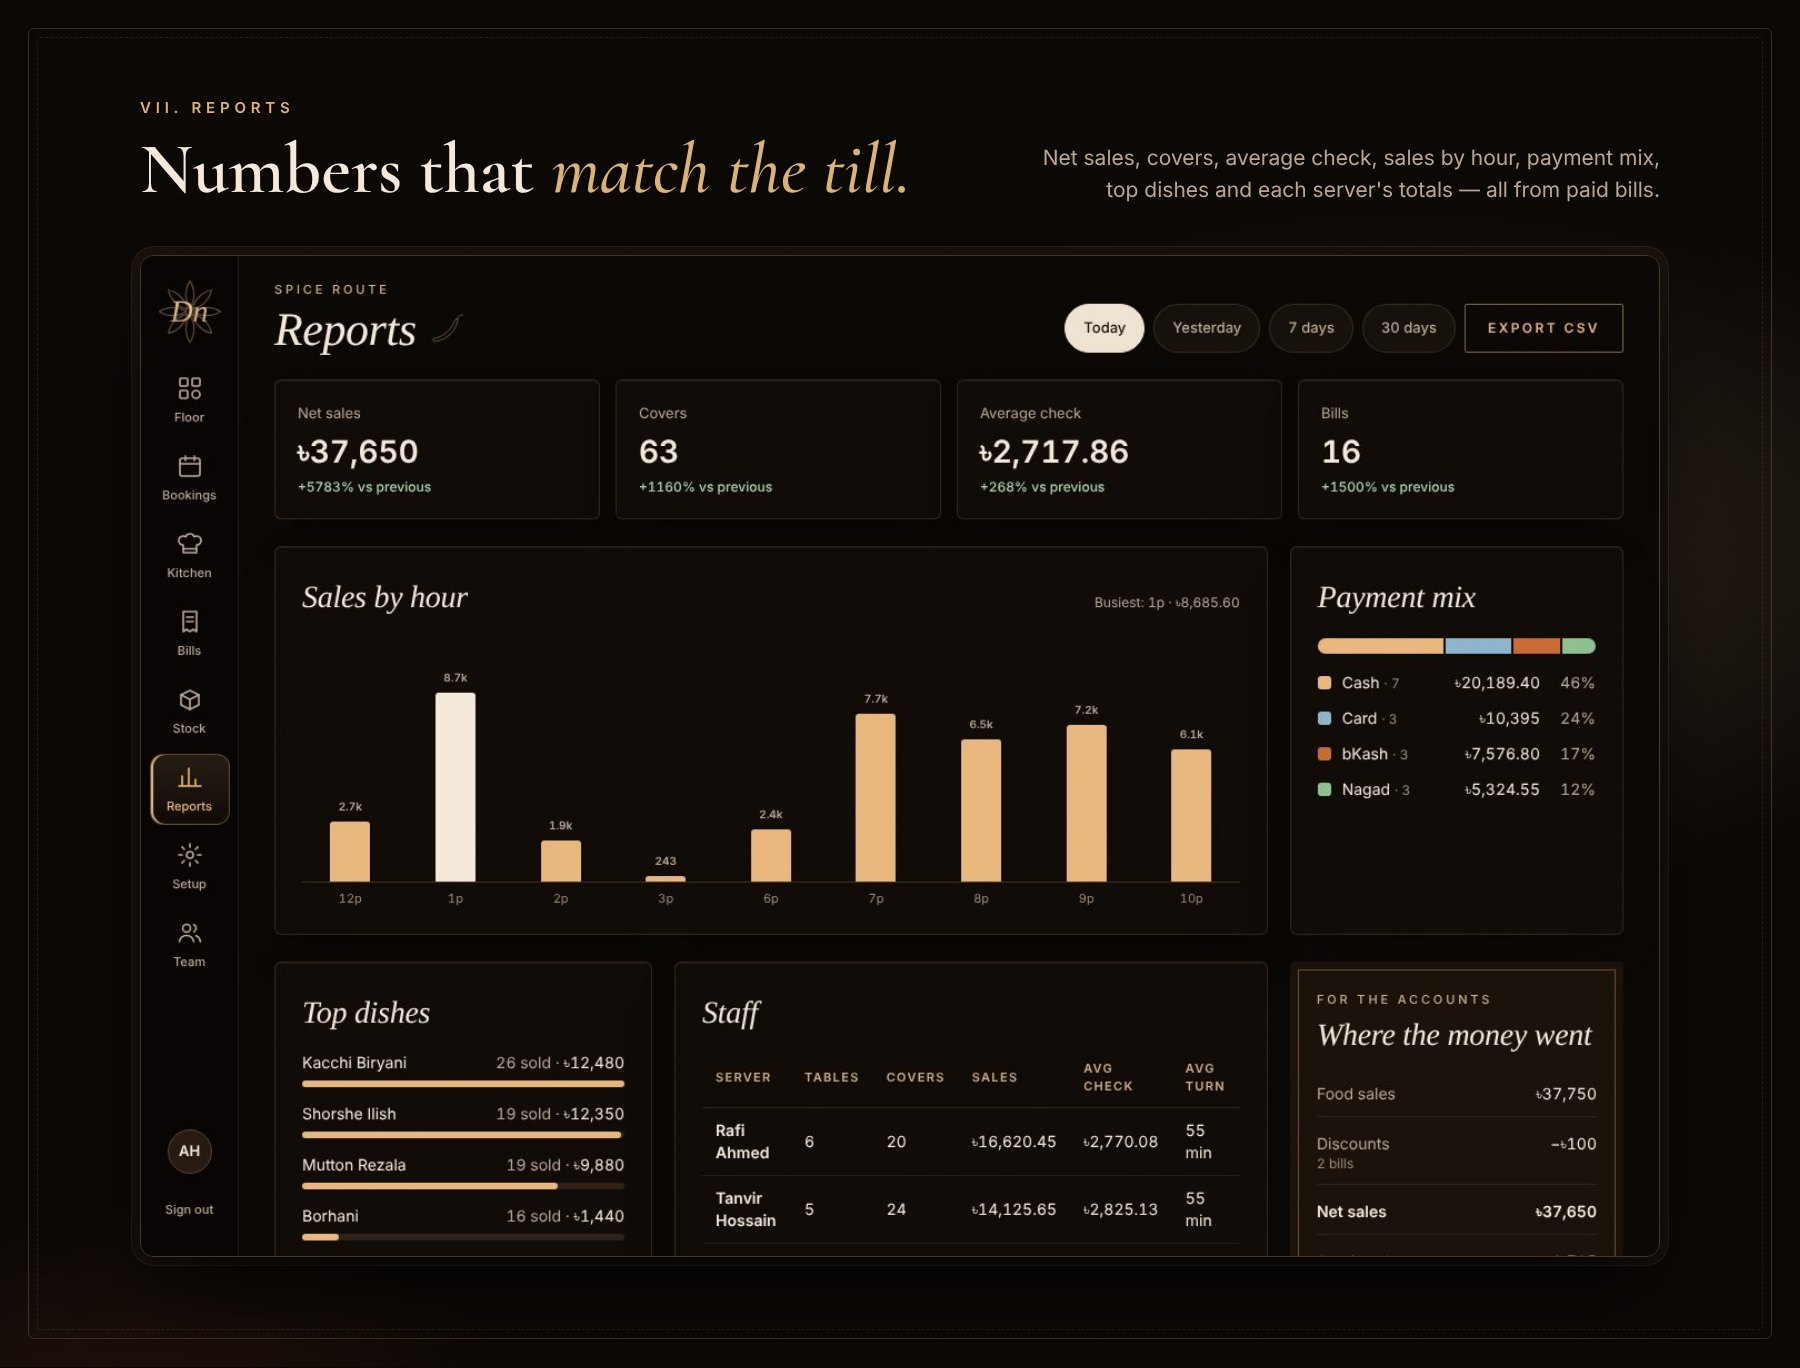 VII. REPORTS
Numbers that match the till.
Net sales, covers, average check, sales by hour, payment mix,
top dishes and each server's totals — all from paid bills.
Dn
Floor
Bookings
Kitchen
Bills
Stock
Reports
Setup
Team
AH
Sign out
SPICE ROUTE
Reports
Today Yesterday 7 days 30 days EXPORT CSV
Net sales
৳37,650
+5783% vs previous
Covers
63
+1160% vs previous
Average check
৳2,717.86
+268% vs previous
Bills
16
+1500% vs previous
Sales by hour
Busiest: 1p · ৳8,685.60
2.7k 8.7k 1.9k 243 2.4k 7.7k 6.5k 7.2k 6.1k
12p 1p 2p 3p 6p 7p 8p 9p 10p
Payment mix
Cash · 7 ৳20,189.40 46%
Card · 3 ৳10,395 24%
bKash · 3 ৳7,576.80 17%
Nagad · 3 ৳5,324.55 12%
Top dishes
Kacchi Biryani 26 sold · ৳12,480
Shorshe Ilish 19 sold · ৳12,350
Mutton Rezala 19 sold · ৳9,880
Borhani 16 sold · ৳1,440
Staff
SERVER TABLES COVERS SALES AVG CHECK AVG TURN
Rafi Ahmed 6 20 ৳16,620.45 ৳2,770.08 55 min
Tanvir Hossain 5 24 ৳14,125.65 ৳2,825.13 55 min
FOR THE ACCOUNTS
Where the money went
Food sales ৳37,750
Discounts −৳100
2 bills
Net sales ৳37,650